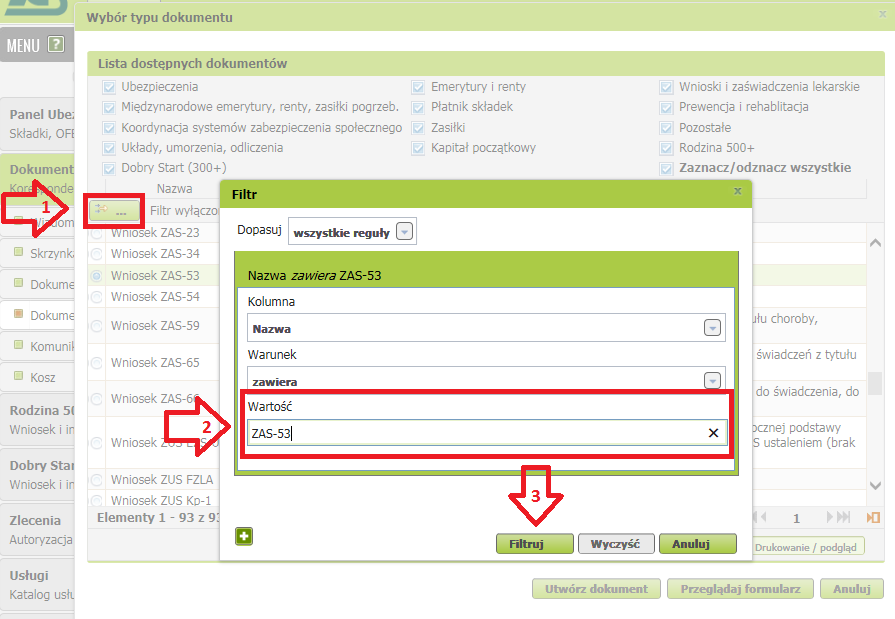 Wybór typu dokumentu
MENU ?
Lista dostępnych dokumentów
Ubezpieczenia
Emerytury i renty
Wnioski i zaświadczenia lekarskie
Międzynarodowe emerytury, renty, zasiłki pogrzeb.
Płatnik składek
Prewencja i rehablitacja
Koordynacja systemów zabezpieczenia społecznego
Zasiłki
Pozostałe
Układy, umorzenia, odliczenia
Kapitał początkowy
Rodzina 500+
Dobry Start (300+)
Zaznacz/odznacz wszystkie
Panel Ube
Składki, OFE
Dokument
Nazwa
1
...
Filtr wyłączo
Wniosek ZAS-23
Skrzynka
Wniosek ZAS-34
Wniosek ZAS-53
Dokume
Wniosek ZAS-54
Dokume
Wniosek ZAS-59
łu choroby,
Komunik
Wniosek ZAS-65
świadczeń z tytułu
Kosz
Wniosek ZAS-6
do świadczenia, do
Rodzina 50
Wniosek i in
Wniosek ZUS
ocznej podstawy
S ustaleniem (brak
Dobry Star
Wniosek i in
Wniosek ZUS FZLA
Wniosek ZUS Kp-1
Zlecenia
Autoryzacja
Elementy 1 - 93 z 93
1
Drukowanie / podgląd
Usługi
Katalog usłu
Filtr
Dopasuj
wszystkie reguły
Nazwa zawiera ZAS-53
Kolumna
Nazwa
Warunek
zawiera
Wartość
2
ZAS-53
3
Filtruj
Wyczyść
Anuluj
Utwórz dokument
Przeglądaj formularz
Anuluj